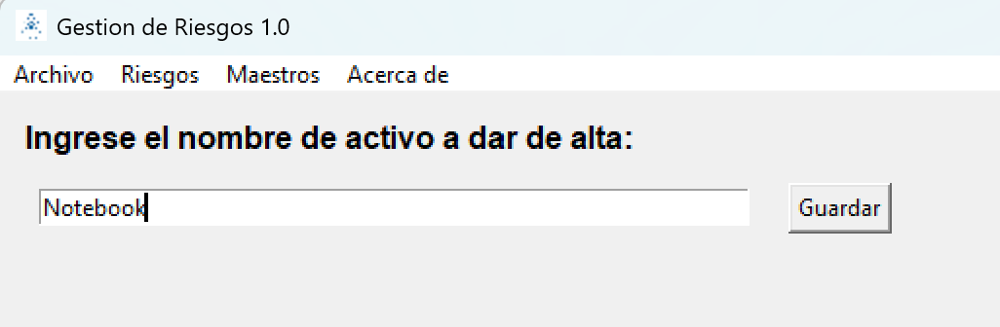 Gestion de Riesgos 1.0
Archivo Riesgos Maestros Acerca de
Ingrese el nombre de activo a dar de alta:
Notebook Guardar